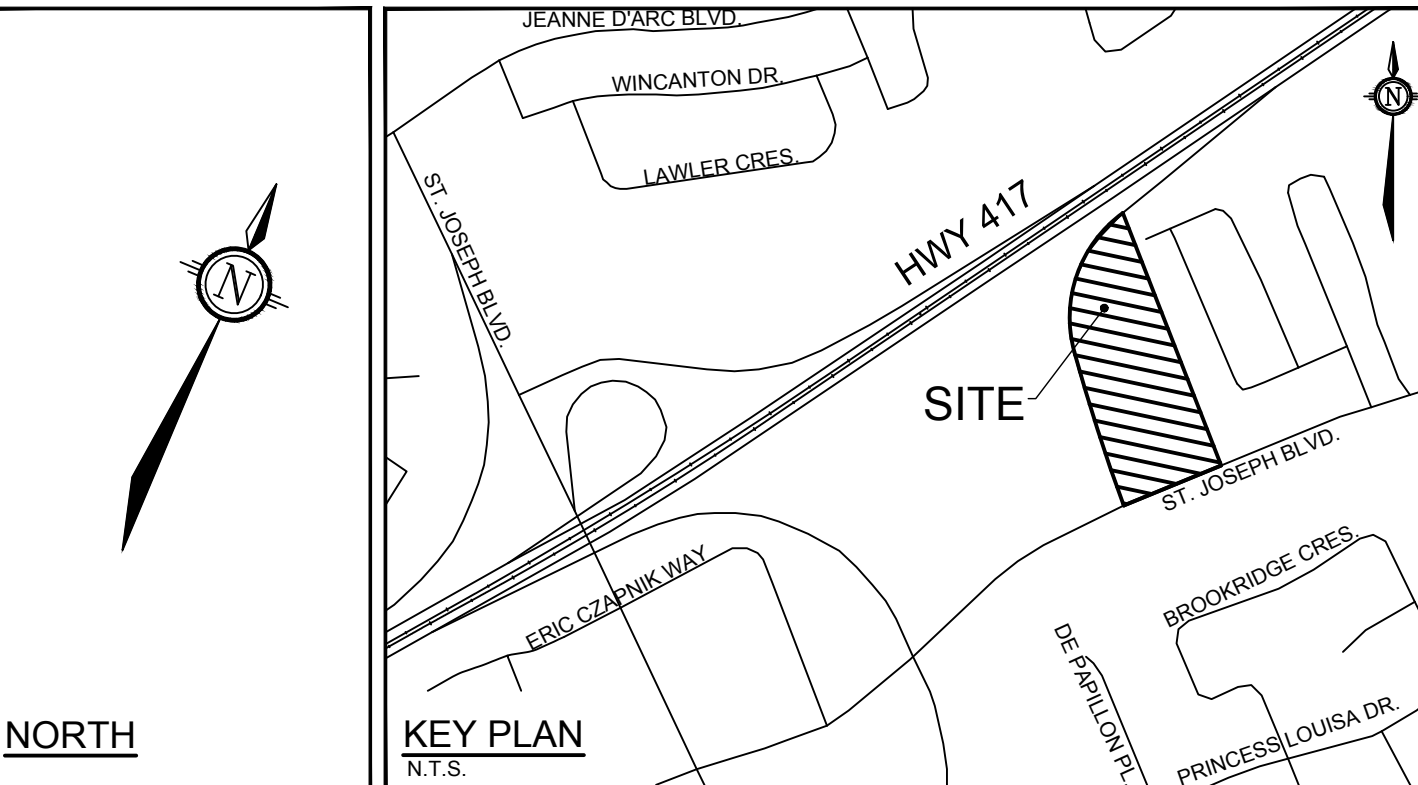 JEANNE D'ARC BLVD.
WINCANTON DR.
LAWLER CRES.
ST. JOSEPH BLVD.
HWY 417
N
N
SITE
ST. JOSEPH BLVD.
ERIC CZAPNIK WAY
BROOKRIDGE CRES.
DE PAPILLON PL.
PRINCESS LOUISA DR.
NORTH
KEY PLAN
N.T.S.